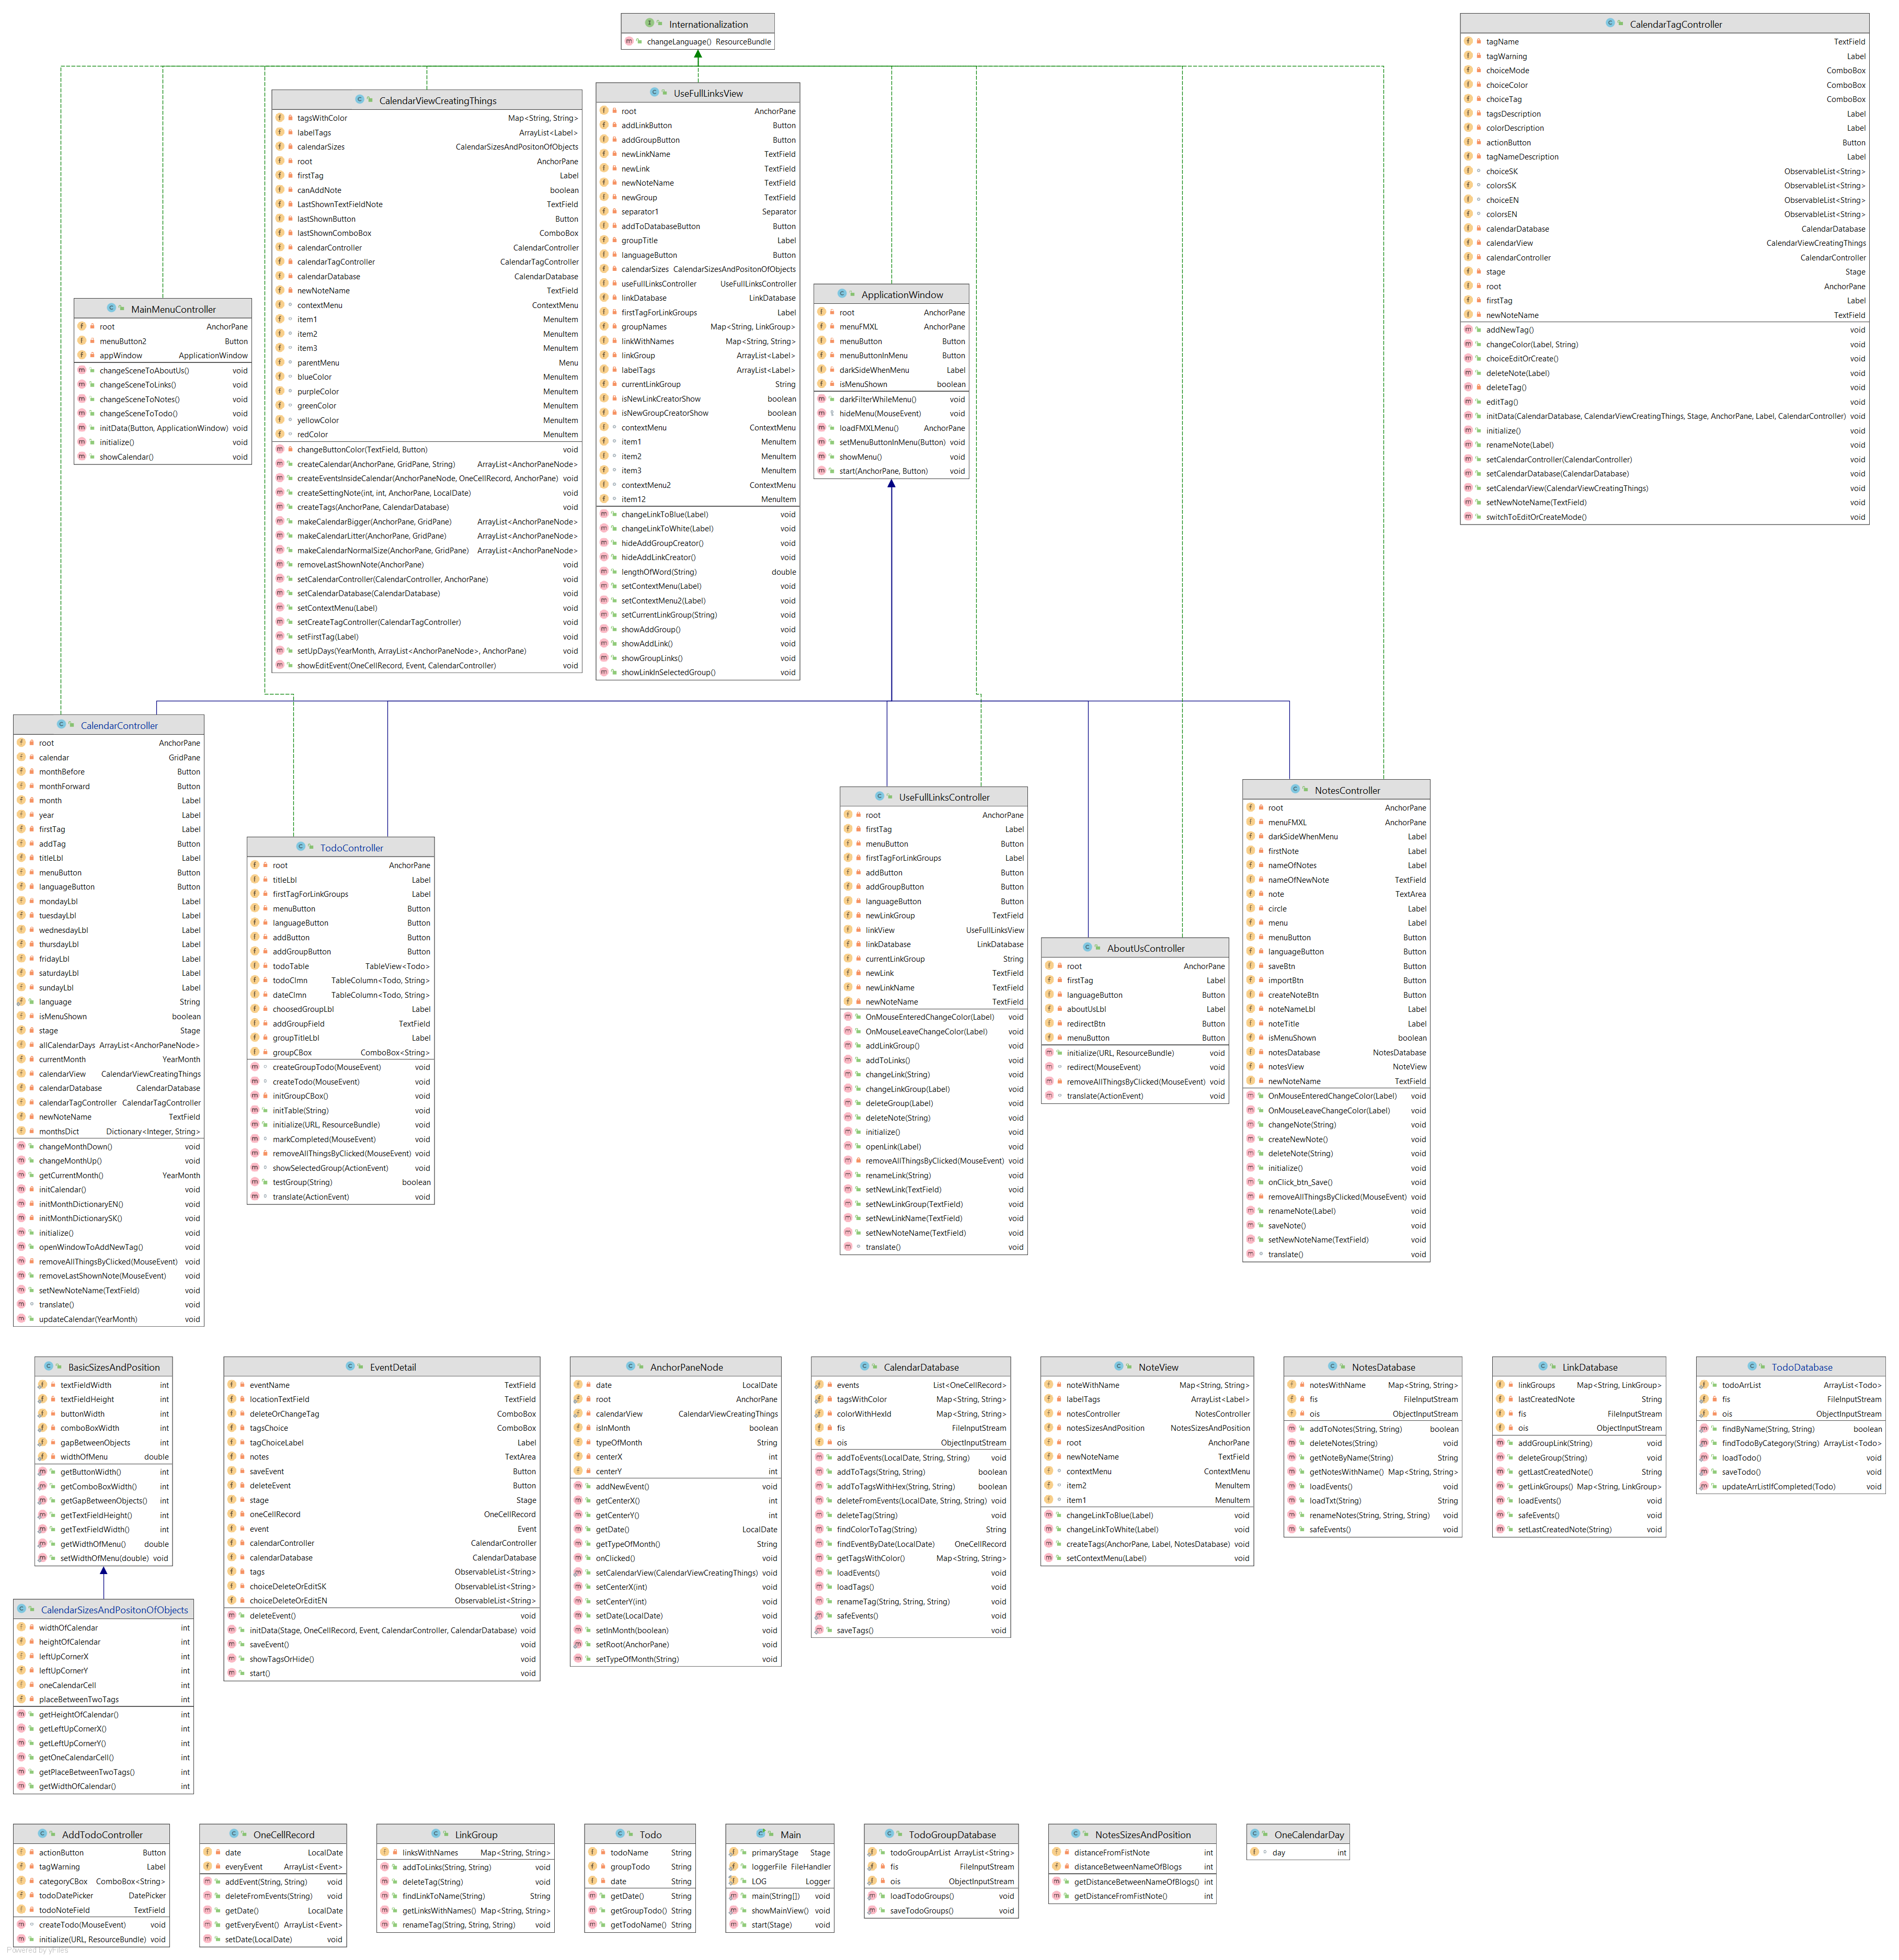 Internationalization
changeLanguage() ResourceBundle
CalendarTagController
tagName TextField
tagWarning Label
choiceMode ComboBox
choiceColor ComboBox
choiceTag ComboBox
tagsDescription Label
colorDescription Label
actionButton Button
tagNameDescription Label
choiceSK ObservableList<String>
colorsSK ObservableList<String>
choiceEN ObservableList<String>
colorsEN ObservableList<String>
calendarDatabase CalendarDatabase
calendarView CalendarViewCreatingThings
calendarController CalendarController
stage Stage
root AnchorPane
firstTag Label
newNoteName TextField
addNewTag() void
changeColor(Label, String) void
choiceEditOrCreate() void
deleteNote(Label) void
deleteTag() void
editTag() void
initData(CalendarDatabase, CalendarViewCreatingThings, Stage, AnchorPane, Label, CalendarController) void
initialize() void
renameNote(Label) void
setCalendarController(CalendarController) void
setCalendarDatabase(CalendarDatabase) void
setCalendarView(CalendarViewCreatingThings) void
setNewNoteName(TextField) void
switchToEditOrCreateMode() void
CalendarViewCreatingThings
tagsWithColor Map<String, String>
labelTags ArrayList<Label>
calendarSizes CalendarSizesAndPositonOfObjects
root AnchorPane
firstTag Label
canAddNote boolean
LastShownTextFieldNote TextField
lastShownButton Button
lastShownComboBox ComboBox
calendarController CalendarController
calendarTagController CalendarTagController
calendarDatabase CalendarDatabase
newNoteName TextField
contextMenu ContextMenu
item1 MenuItem
item2 MenuItem
item3 MenuItem
parentMenu Menu
blueColor MenuItem
purpleColor MenuItem
greenColor MenuItem
yellowColor MenuItem
redColor MenuItem
changeButtonColor(TextField, Button) void
createCalendar(AnchorPane, GridPane, String) ArrayList<AnchorPaneNode>
createEventsInsideCalendar(AnchorPaneNode, OneCellRecord, AnchorPane) void
createSettingNote(int, int, AnchorPane, LocalDate) void
createTags(AnchorPane, CalendarDatabase) void
makeCalendarBigger(AnchorPane, GridPane) ArrayList<AnchorPaneNode>
makeCalendarLitter(AnchorPane, GridPane) ArrayList<AnchorPaneNode>
makeCalendarNormalSize(AnchorPane, GridPane) ArrayList<AnchorPaneNode>
removeLastShownNote(AnchorPane) void
setCalendarController(CalendarController, AnchorPane) void
setCalendarDatabase(CalendarDatabase) void
setContextMenu(Label) void
setCreateTagController(CalendarTagController) void
setFirstTag(Label) void
setUpDays(YearMonth, ArrayList<AnchorPaneNode>, AnchorPane) void
showEditEvent(OneCellRecord, Event, CalendarController) void
UseFullLinksView
root AnchorPane
addLinkButton Button
addGroupButton Button
newLinkName TextField
newLink TextField
newNoteName TextField
newGroup TextField
separator1 Separator
addToDatabaseButton Button
groupTitle Label
languageButton Button
calendarSizes CalendarSizesAndPositonOfObjects
useFullLinksController UseFullLinksController
linkDatabase LinkDatabase
firstTagForLinkGroups Label
groupNames Map<String, LinkGroup>
linkWithNames Map<String, String>
linkGroup ArrayList<Label>
labelTags ArrayList<Label>
currentLinkGroup String
isNewLinkCreatorShow boolean
isNewGroupCreatorShow boolean
contextMenu ContextMenu
item1 MenuItem
item2 MenuItem
item3 MenuItem
contextMenu2 ContextMenu
item12 MenuItem
changeLinkToBlue(Label) void
changeLinkToWhite(Label) void
hideAddGroupCreator() void
hideAddLinkCreator() void
lengthOfWord(String) double
setContextMenu(Label) void
setContextMenu2(Label) void
setCurrentLinkGroup(String) void
showAddGroup() void
showAddLink() void
showGroupLinks() void
showLinkInSelectedGroup() void
ApplicationWindow
root AnchorPane
menuFMXL AnchorPane
menuButton Button
menuButtonInMenu Button
darkSideWhenMenu Label
isMenuShown boolean
darkFilterWhileMenu() void
hideMenu(MouseEvent) void
loadFMXLMenu() AnchorPane
setMenuButtonInMenu(Button) void
showMenu() void
start(AnchorPane, Button) void
MainMenuController
root AnchorPane
menuButton2 Button
appWindow ApplicationWindow
changeSceneToAboutUs() void
changeSceneToLinks() void
changeSceneToNotes() void
changeSceneToTodo() void
initData(Button, ApplicationWindow) void
initialize() void
showCalendar() void
CalendarController
root AnchorPane
calendar GridPane
monthBefore Button
monthForward Button
month Label
year Label
firstTag Label
addTag Button
titleLbl Label
menuButton Button
languageButton Button
mondayLbl Label
tuesdayLbl Label
wednesdayLbl Label
thursdayLbl Label
fridayLbl Label
saturdayLbl Label
sundayLbl Label
language String
isMenuShown boolean
stage Stage
allCalendarDays ArrayList<AnchorPaneNode>
currentMonth YearMonth
calendarView CalendarViewCreatingThings
calendarDatabase CalendarDatabase
calendarTagController CalendarTagController
newNoteName TextField
monthsDict Dictionary<Integer, String>
changeMonthDown() void
changeMonthUp() void
getCurrentMonth() YearMonth
initCalendar() void
initMonthDictionaryEN() void
initMonthDictionarySK() void
initialize() void
openWindowToAddNewTag() void
removeAllThingsByClicked(MouseEvent) void
removeLastShownNote(MouseEvent) void
setNewNoteName(TextField) void
translate() void
updateCalendar(YearMonth) void
TodoController
root AnchorPane
titleLbl Label
firstTagForLinkGroups Label
menuButton Button
languageButton Button
addButton Button
addGroupButton Button
todoTable TableView<Todo>
todoClmn TableColumn<Todo, String>
dateClmn TableColumn<Todo, String>
choosedGroupLbl Label
addGroupField TextField
groupTitleLbl Label
groupCBox ComboBox<String>
createGroupTodo(MouseEvent) void
createTodo(MouseEvent) void
initGroupCBox() void
initTable(String) void
initialize(URL, ResourceBundle) void
markCompleted(MouseEvent) void
removeAllThingsByClicked(MouseEvent) void
showSelectedGroup(ActionEvent) void
testGroup(String) boolean
translate(ActionEvent) void
UseFullLinksController
root AnchorPane
firstTag Label
menuButton Button
firstTagForLinkGroups Label
addButton Button
addGroupButton Button
languageButton Button
newLinkGroup TextField
linkView UseFullLinksView
linkDatabase LinkDatabase
currentLinkGroup String
newLink TextField
newLinkName TextField
newNoteName TextField
OnMouseEnteredChangeColor(Label) void
OnMouseLeaveChangeColor(Label) void
addLinkGroup() void
addToLinks() void
changeLink(String) void
changeLinkGroup(Label) void
deleteGroup(Label) void
deleteNote(String) void
initialize() void
openLink(Label) void
removeAllThingsByClicked(MouseEvent) void
renameLink(String) void
setNewLink(TextField) void
setNewLinkGroup(TextField) void
setNewLinkName(TextField) void
setNewNoteName(TextField) void
translate() void
AboutUsController
root AnchorPane
firstTag Label
languageButton Button
aboutUsLbl Label
redirectBtn Button
menuButton Button
initialize(URL, ResourceBundle) void
redirect(MouseEvent) void
removeAllThingsByClicked(MouseEvent) void
translate(ActionEvent) void
NotesController
root AnchorPane
menuFMXL AnchorPane
darkSideWhenMenu Label
firstNote Label
nameOfNotes Label
nameOfNewNote TextField
note TextArea
circle Label
menu Label
menuButton Button
languageButton Button
saveBtn Button
importBtn Button
createNoteBtn Button
noteNameLbl Label
noteTitle Label
isMenuShown boolean
notesDatabase NotesDatabase
notesView NoteView
newNoteName TextField
OnMouseEnteredChangeColor(Label) void
OnMouseLeaveChangeColor(Label) void
changeNote(String) void
createNewNote() void
deleteNote(String) void
initialize() void
onClick_btn_Save() void
removeAllThingsByClicked(MouseEvent) void
renameNote(Label) void
saveNote() void
setNewNoteName(TextField) void
translate() void
BasicSizesAndPosition
textFieldWidth int
textFieldHeight int
buttonWidth int
comboBoxWidth int
gapBetweenObjects int
widthOfMenu double
getButtonWidth() int
getComboBoxWidth() int
getGapBetweenObjects() int
getTextFieldHeight() int
getTextFieldWidth() int
getWidthOfMenu() double
setWidthOfMenu(double) void
CalendarSizesAndPositonOfObjects
widthOfCalendar int
heightOfCalendar int
leftUpCornerX int
leftUpCornerY int
oneCalendarCell int
placeBetweenTwoTags int
getHeightOfCalendar() int
getLeftUpCornerX() int
getLeftUpCornerY() int
getOneCalendarCell() int
getPlaceBetweenTwoTags() int
getWidthOfCalendar() int
EventDetail
eventName TextField
locationTextField TextField
deleteOrChangeTag ComboBox
tagsChoice ComboBox
tagChoiceLabel Label
notes TextArea
saveEvent Button
deleteEvent Button
stage Stage
oneCellRecord OneCellRecord
event Event
calendarController CalendarController
calendarDatabase CalendarDatabase
tags ObservableList<String>
choiceDeleteOrEditSK ObservableList<String>
choiceDeleteOrEditEN ObservableList<String>
deleteEvent() void
initData(Stage, OneCellRecord, Event, CalendarController, CalendarDatabase) void
saveEvent() void
showTagsOrHide() void
start() void
AnchorPaneNode
date LocalDate
root AnchorPane
calendarView CalendarViewCreatingThings
isInMonth boolean
typeOfMonth String
centerX int
centerY int
addNewEvent() void
getCenterX() int
getCenterY() int
getDate() LocalDate
getTypeOfMonth() String
onClicked() void
setCalendarView(CalendarViewCreatingThings) void
setCenterX(int) void
setCenterY(int) void
setDate(LocalDate) void
setInMonth(boolean) void
setRoot(AnchorPane) void
setTypeOfMonth(String) void
CalendarDatabase
events List<OneCellRecord>
tagsWithColor Map<String, String>
colorWithHexId Map<String, String>
fis FileInputStream
ois ObjectInputStream
addToEvents(LocalDate, String, String) void
addToTags(String, String) boolean
addToTagsWithHex(String, String) boolean
deleteFromEvents(LocalDate, String, String) void
deleteTag(String) void
findColorToTag(String) String
findEventByDate(LocalDate) OneCellRecord
getTagsWithColor() Map<String, String>
loadEvents() void
loadTags() void
renameTag(String, String, String) void
safeEvents() void
saveTags() void
NoteView
noteWithName Map<String, String>
labelTags ArrayList<Label>
notesController NotesController
notesSizesAndPosition NotesSizesAndPosition
root AnchorPane
newNoteName TextField
contextMenu ContextMenu
item2 MenuItem
item1 MenuItem
changeLinkToBlue(Label) void
changeLinkToWhite(Label) void
createTags(AnchorPane, Label, NotesDatabase) void
setContextMenu(Label) void
NotesDatabase
notesWithName Map<String, String>
fis FileInputStream
ois ObjectInputStream
addToNotes(String, String) boolean
deleteNotes(String) void
getNoteByName(String) String
getNotesWithName() Map<String, String>
loadEvents() void
loadTxt(String) String
renameNotes(String, String, String) void
safeEvents() void
LinkDatabase
linkGroups Map<String, LinkGroup>
lastCreatedNote String
fis FileInputStream
ois ObjectInputStream
addGroupLink(String) void
deleteGroup(String) void
getLastCreatedNote() String
getLinkGroups() Map<String, LinkGroup>
loadEvents() void
safeEvents() void
setLastCreatedNote(String) void
TodoDatabase
todoArrList ArrayList<Todo>
fis FileInputStream
ois ObjectInputStream
findByName(String, String) boolean
findTodoByCategory(String) ArrayList<Todo>
loadTodo() void
saveTodo() void
updateArrListIfCompleted(Todo) void
AddTodoController
actionButton Button
tagWarning Label
categoryCBox ComboBox<String>
todoDatePicker DatePicker
todoNoteField TextField
createTodo(MouseEvent) void
initialize(URL, ResourceBundle) void
OneCellRecord
date LocalDate
everyEvent ArrayList<Event>
addEvent(String, String) void
deleteFromEvents(String) void
getDate() LocalDate
getEveryEvent() ArrayList<Event>
setDate(LocalDate) void
LinkGroup
linksWithNames Map<String, String>
addToLinks(String, String) void
deleteTag(String) void
findLinkToName(String) String
getLinksWithNames() Map<String, String>
renameTag(String, String, String) void
Todo
todoName String
groupTodo String
date String
getDate() String
getGroupTodo() String
getTodoName() String
Main
primaryStage Stage
loggerFile FileHandler
LOG Logger
main(String[]) void
showMainView() void
start(Stage) void
TodoGroupDatabase
todoGroupArrList ArrayList<String>
fis FileInputStream
ois ObjectInputStream
loadTodoGroups() void
saveTodoGroups() void
NotesSizesAndPosition
distanceFromFistNote int
distanceBetweenNameOfBlogs int
getDistanceBetweenNameOfBlogs() int
getDistanceFromFistNote() int
OneCalendarDay
day int
Powered by yFiles